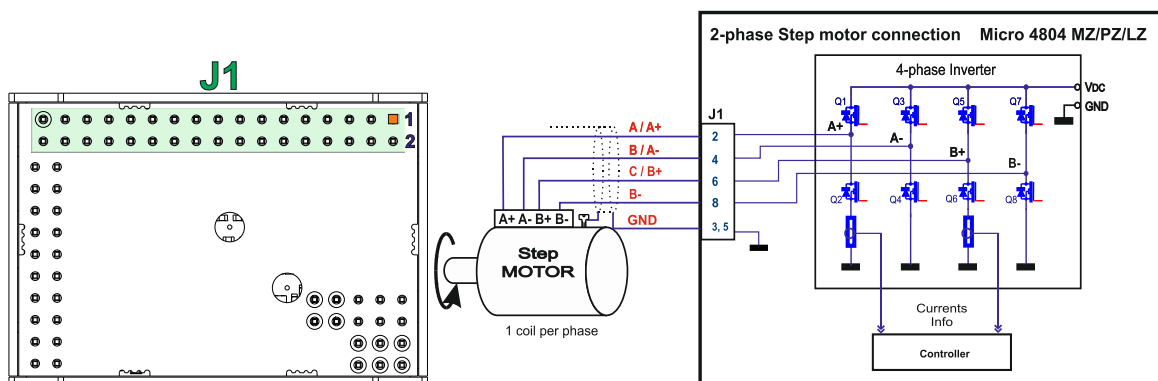 J1
1
2
A / A+
B / A-
C / B+
B-
GND
A+ A- B+ B-
Step
MOTOR
1 coil per phase
2-phase Step motor connection Micro 4804 MZ/PZ/LZ
4-phase Inverter
J1
2
4
6
8
3, 5
Q1
Q3
Q5
Q7
VDC
GND
A+
A-
B+
B-
Q2
Q4
Q6
Q8
Currents
Info
Controller